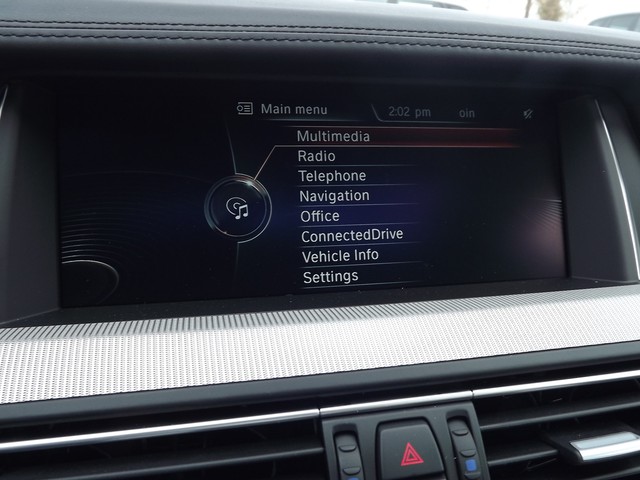 Main menu 2:02 pm oin
Multimedia
Radio
Telephone
Navigation
Office
ConnectedDrive
Vehicle Info
Settings